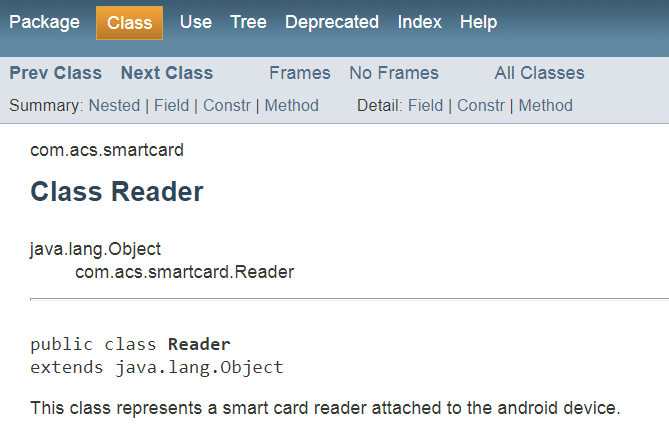 Package Class Use Tree Deprecated Index Help
Prev Class Next Class Frames No Frames All Classes
Summary: Nested | Field | Constr | Method Detail: Field | Constr | Method
com.acs.smartcard
Class Reader
java.lang.Object
com.acs.smartcard.Reader
public class Reader
extends java.lang.Object
This class represents a smart card reader attached to the android device.